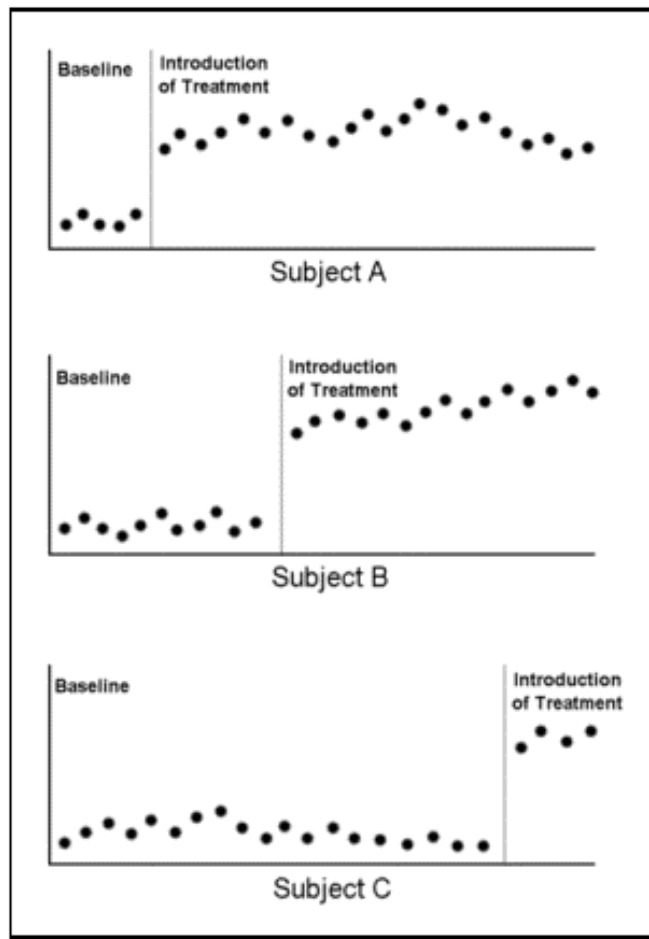 Baseline
Introduction
of Treatment
Subject A
Baseline
Introduction
of Treatment
Subject B
Baseline
Introduction
of Treatment
Subject C